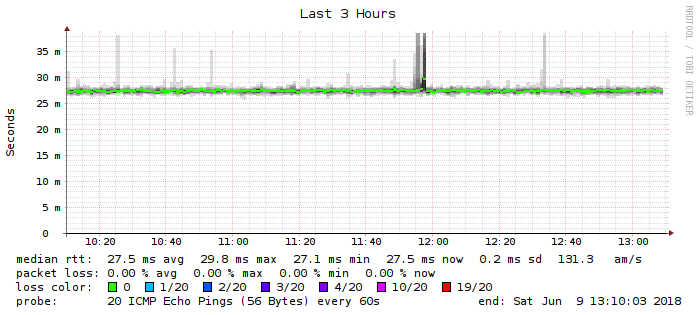 Last 3 Hours
RRDTOOL / TOBI OETIKER
Seconds
35 m
30 m
25 m
20 m
15 m
10 m
5 m
0
10:20 10:40 11:00 11:20 11:40 12:00 12:20 12:40 13:00
median rtt: 27.5 ms avg 29.8 ms max 27.1 ms min 27.5 ms now 0.2 ms sd 131.3 am/s
packet loss: 0.00 % avg 0.00 % max 0.00 % min 0.00 % now
loss color: 0 1/20 2/20 3/20 4/20 10/20 19/20
probe: 20 ICMP Echo Pings (56 Bytes) every 60s end: Sat Jun 9 13:10:03 2018